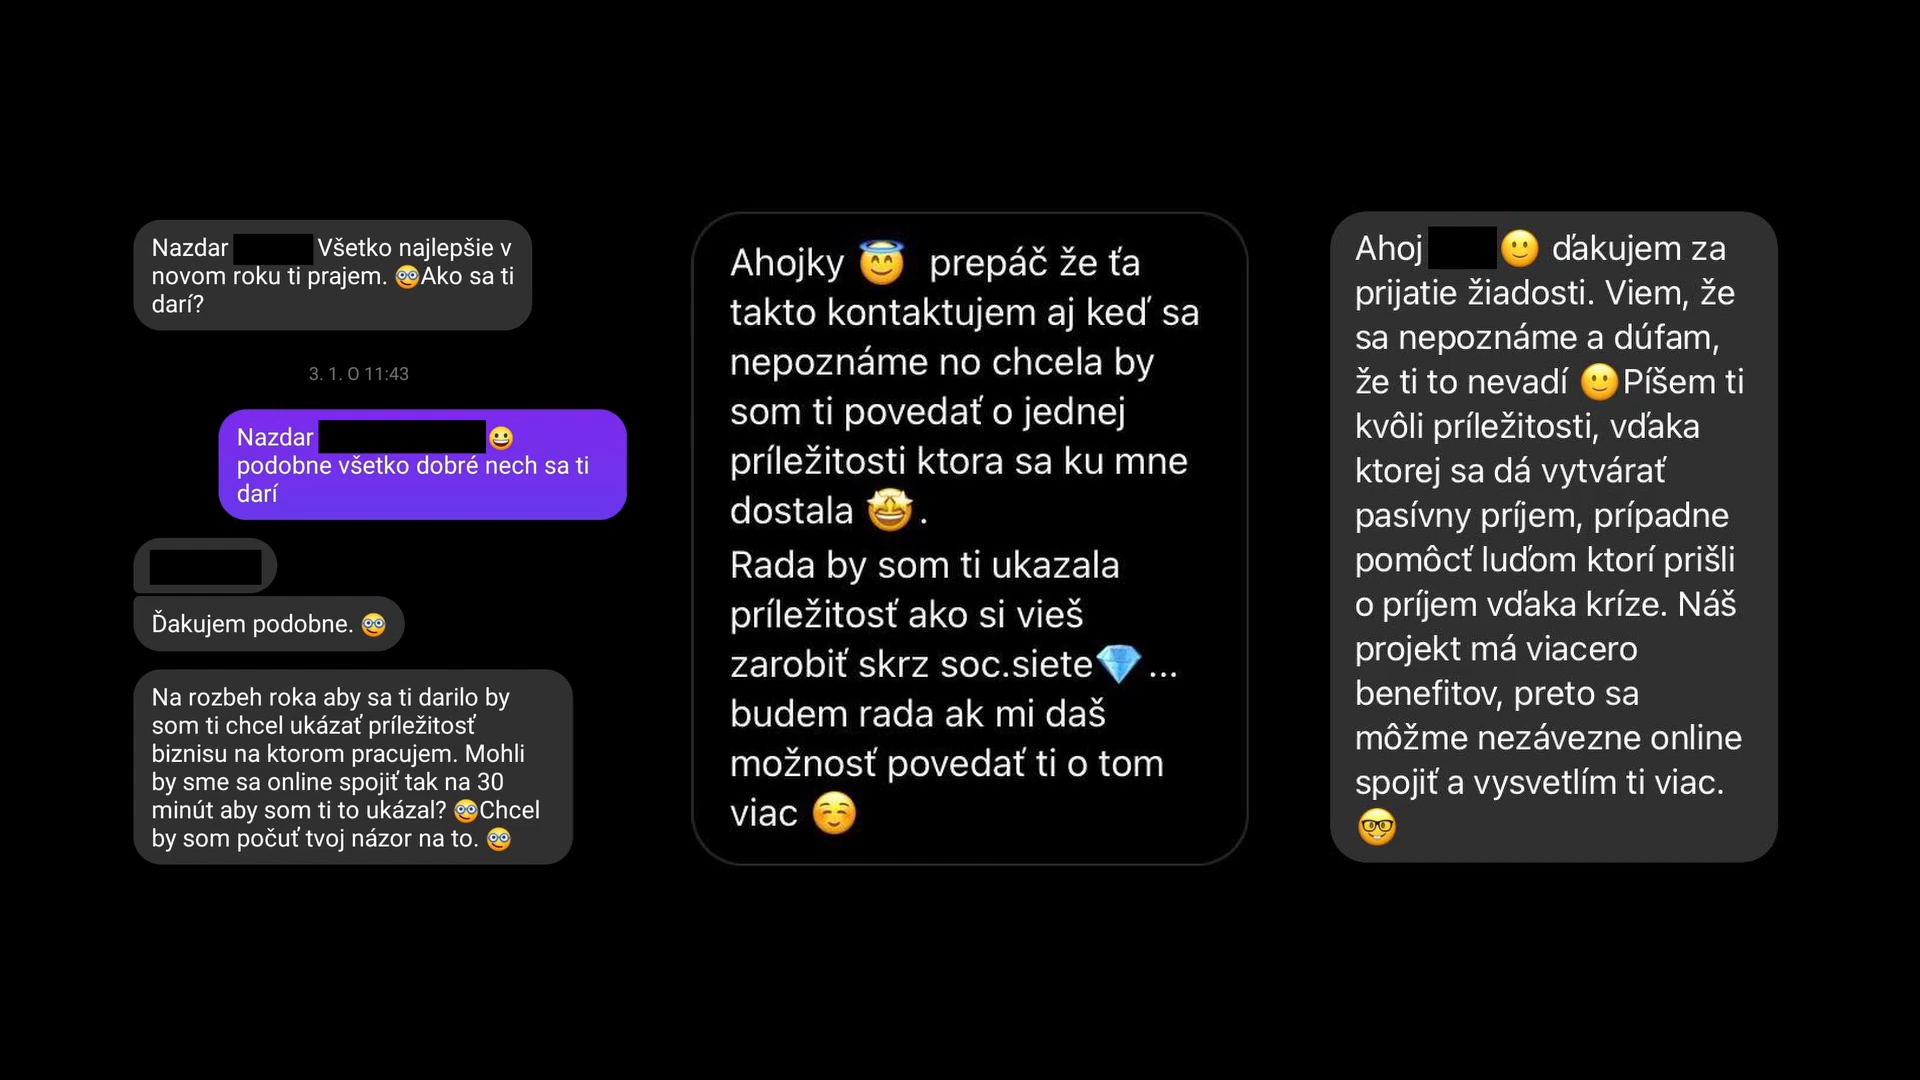 Nazdar Všetko najlepšie v
novom roku ti prajem. 🤓Ako sa ti
darí?
3. 1. O 11:43
Nazdar 😀
podobne všetko dobré nech sa ti
darí
Ďakujem podobne. 🤓
Na rozbeh roka aby sa ti darilo by
som ti chcel ukázať príležitosť
biznisu na ktorom pracujem. Mohli
by sme sa online spojiť tak na 30
minút aby som ti to ukázal? 🤓Chcel
by som počuť tvoj názor na to. 🤓
Ahojky 😇 prepáč že ťa
takto kontaktujem aj keď sa
nepoznáme no chcela by
som ti povedať o jednej
príležitosti ktora sa ku mne
dostala 🤩.
Rada by som ti ukazala
príležitosť ako si vieš
zarobiť skrz soc.siete💎...
budem rada ak mi daš
možnosť povedať ti o tom
viac ☺️
Ahoj 🙂 ďakujem za
prijatie žiadosti. Viem, že
sa nepoznáme a dúfam,
že ti to nevadí 🙂Píšem ti
kvôli príležitosti, vďaka
ktorej sa dá vytvárať
pasívny príjem, prípadne
pomôcť luďom ktorí prišli
o príjem vďaka kríze. Náš
projekt má viacero
benefitov, preto sa
môžme nezávezne online
spojiť a vysvetlím ti viac.
🤓